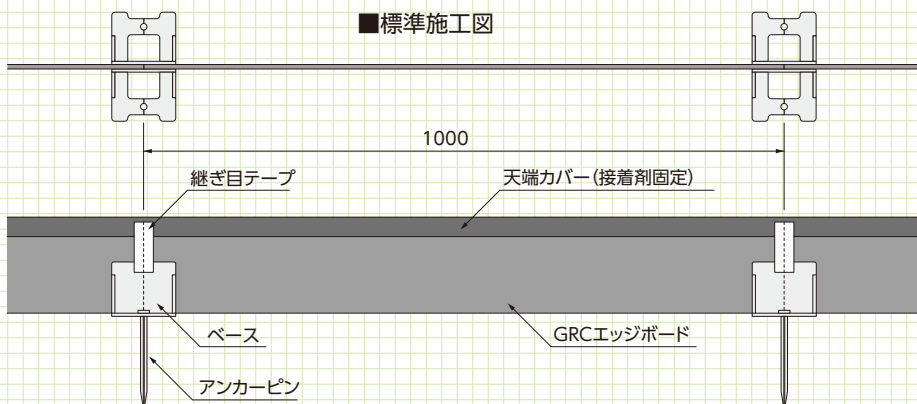 ■標準施工図
1000
継ぎ目テープ
天端カバー(接着剤固定)
ベース
GRCエッジボード
アンカーピン